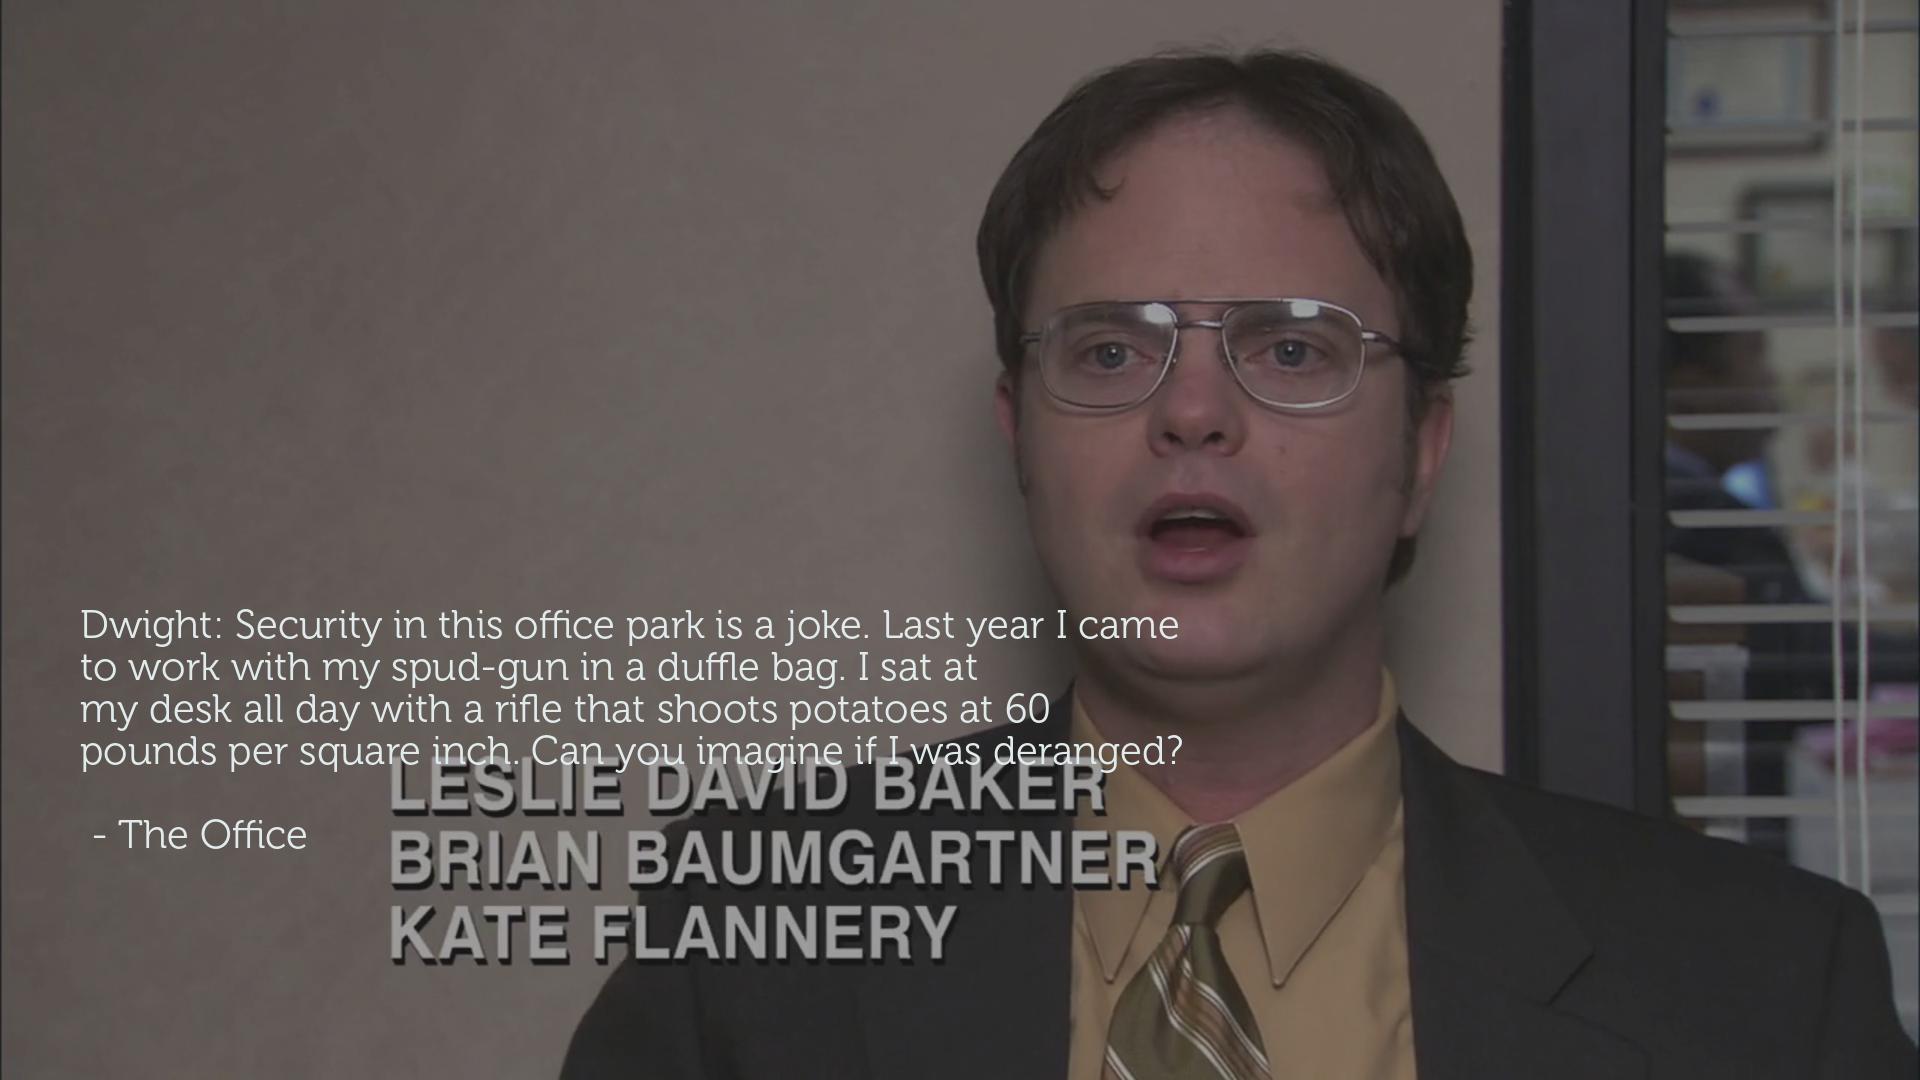 Dwight: Security in this office park is a joke. Last year I came
to work with my spud-gun in a duffle bag. I sat at
my desk all day with a rifle that shoots potatoes at 60
pounds per square inch. Can you imagine if I was deranged?
- The Office
LESLIE DAVID BAKER
BRIAN BAUMGARTNER
KATE FLANNERY